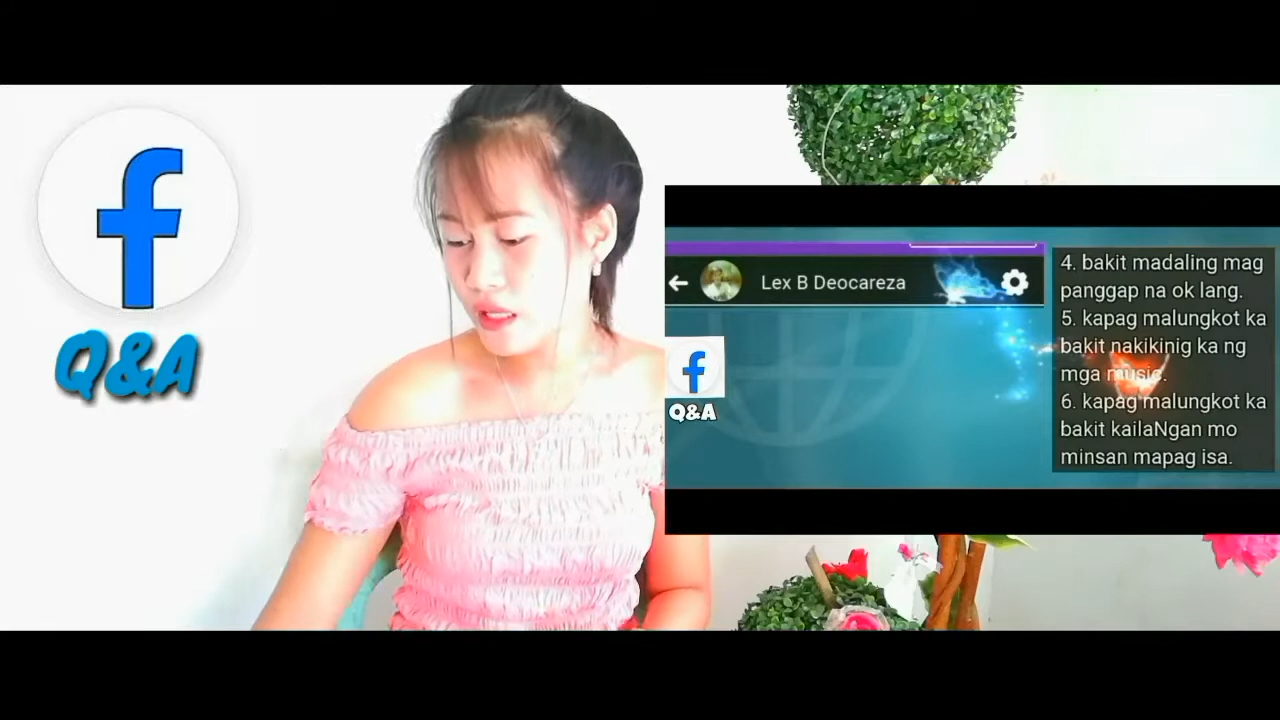 f
Q&A
Lex B Deocareza
f
Q&A
4. bakit madaling mag
panggap na ok lang.
5. kapag malungkot ka
bakit nakikinig ka ng
mga music.
6. kapag malungkot ka
bakit kailaNgan mo
minsan mapag isa.